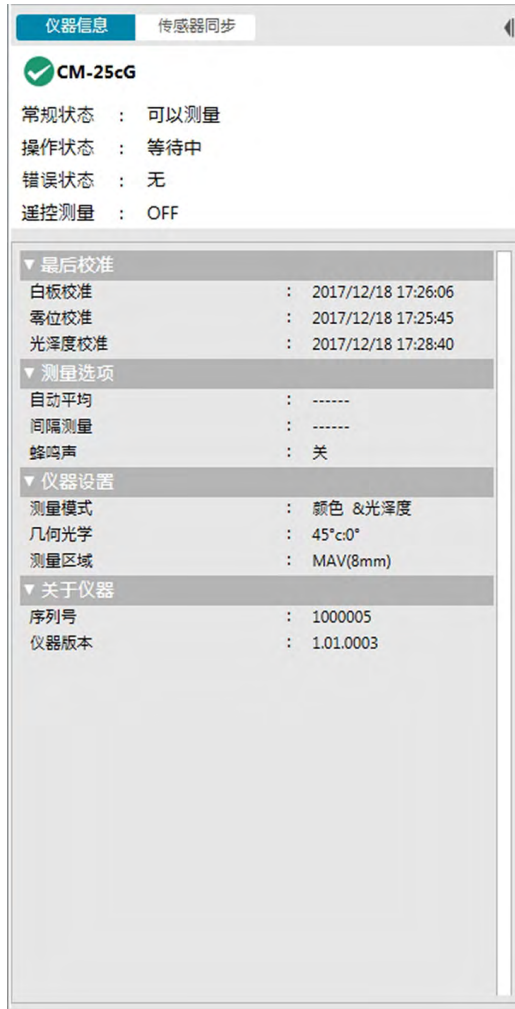 仪器信息 传感器同步
CM-25cG
常规状态 : 可以测量
操作状态 : 等待中
错误状态 : 无
遥控测量 : OFF
▼最后校准
白板校准 : 2017/12/18 17:26:06
零位校准 : 2017/12/18 17:25:45
光泽度校准 : 2017/12/18 17:28:40
▼测量选项
自动平均 : ------
间隔测量 : ------
蜂鸣声 : 关
▼仪器设置
测量模式 : 颜色 &光泽度
几何光学 : 45°c:0°
测量区域 : MAV(8mm)
▼关于仪器
序列号 : 1000005
仪器版本 : 1.01.0003